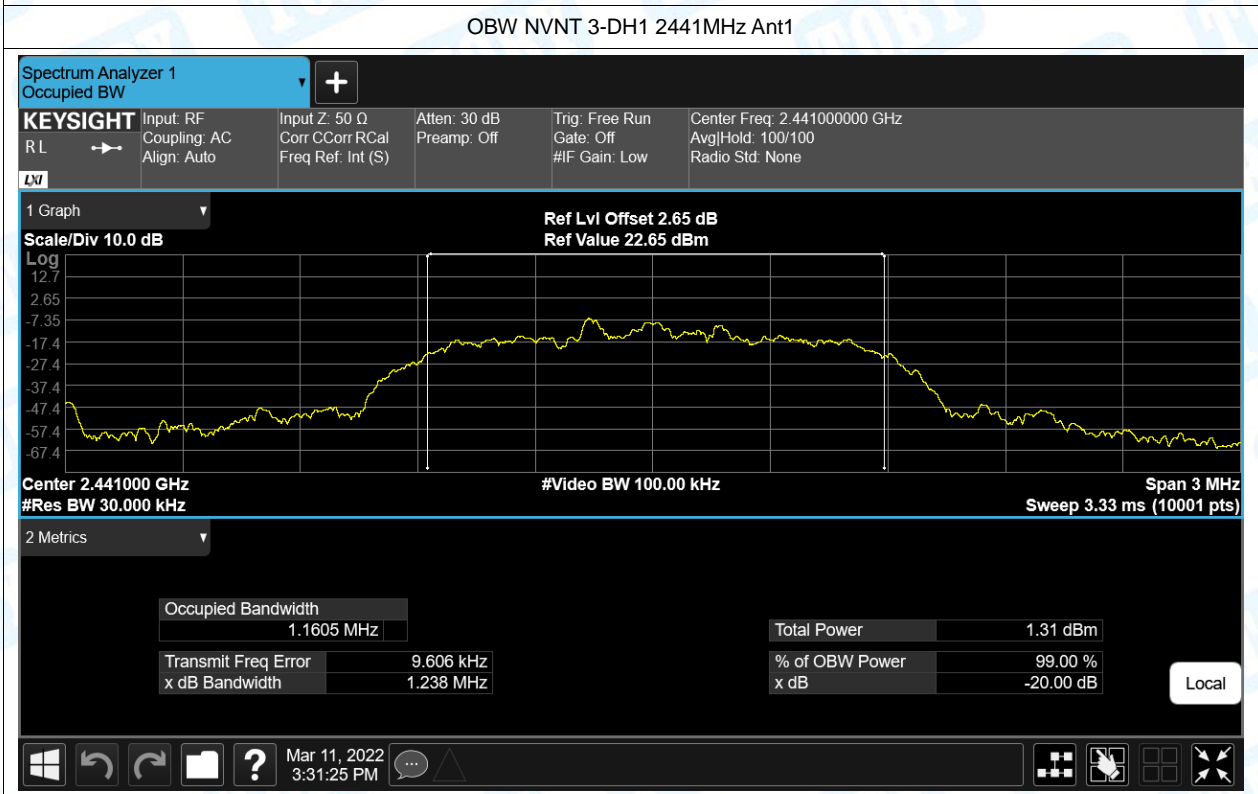 OBW NVNT 3-DH1 2441MHz Ant1
Spectrum Analyzer 1
Occupied BW
KEYSIGHT
RL
LXI
Input: RF
Coupling: AC
Align: Auto
Input Z: 50 Ω
Corr CCorr RCal
Freq Ref: Int (S)
Atten: 30 dB
Preamp: Off
Trig: Free Run
Gate: Off
#IF Gain: Low
Center Freq: 2.441000000 GHz
Avg|Hold: 100/100
Radio Std: None
1 Graph
Scale/Div 10.0 dB
Ref Lvl Offset 2.65 dB
Ref Value 22.65 dBm
Log
12.7
2.65
-7.35
-17.4
-27.4
-37.4
-47.4
-57.4
-67.4
Center 2.441000 GHz
#Res BW 30.000 kHz
#Video BW 100.00 kHz
Span 3 MHz
Sweep 3.33 ms (10001 pts)
2 Metrics
Occupied Bandwidth
1.1605 MHz
Transmit Freq Error 9.606 kHz
x dB Bandwidth 1.238 MHz
Total Power 1.31 dBm
% of OBW Power 99.00 %
x dB -20.00 dB
Local
Mar 11, 2022
3:31:25 PM